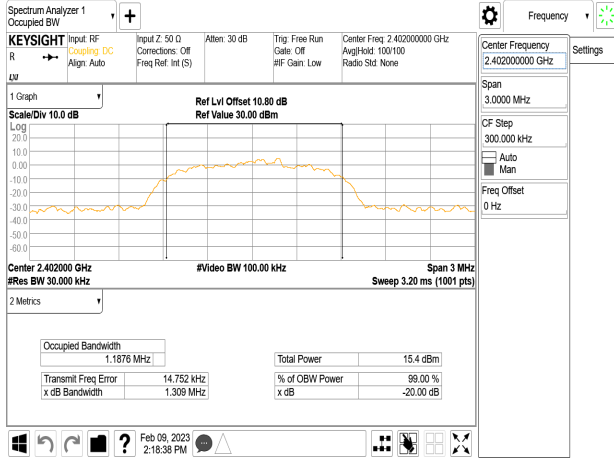 Spectrum Analyzer 1
Occupied BW
Frequency
KEYSIGHT
R
Input: RF
Coupling: DC
Align: Auto
Input Z: 50 Ω
Corrections: Off
Freq Ref: Int (S)
Atten: 30 dB
Trig: Free Run
Gate: Off
#IF Gain: Low
Center Freq: 2.402000000 GHz
Avg|Hold: 100/100
Radio Std: None
Center Frequency
2.402000000 GHz
Settings
Span
3.0000 MHz
CF Step
300.000 kHz
Auto
Man
Freq Offset
0 Hz
1 Graph
Scale/Div 10.0 dB
Ref Lvl Offset 10.80 dB
Ref Value 30.00 dBm
Log
20.0
10.0
0.00
-10.0
-20.0
-30.0
-40.0
-50.0
-60.0
Center 2.402000 GHz
#Video BW 100.00 kHz
Span 3 MHz
#Res BW 30.000 kHz
Sweep 3.20 ms (1001 pts)
2 Metrics
Occupied Bandwidth
1.1876 MHz
Total Power 15.4 dBm
Transmit Freq Error 14.752 kHz
% of OBW Power 99.00 %
x dB Bandwidth 1.309 MHz
x dB -20.00 dB
?
Feb 09, 2023
2:18:38 PM